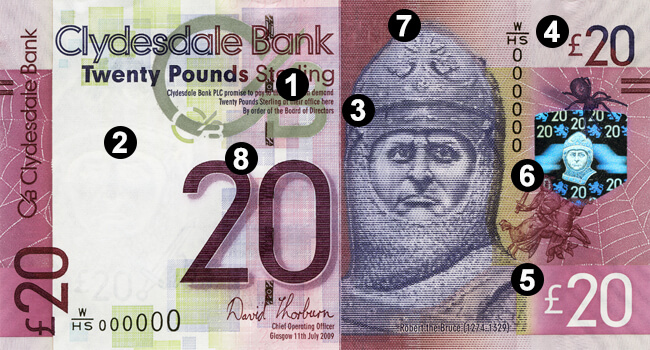 Clydesdale Bank
Twenty Pounds Sterling
Clydesdale Bank PLC promise to pay demand
Twenty Pounds Sterling at their office here
By order of the Board of Directors
Clydesdale Bank
£20
W/HS 000000
20
David Thorburn
Chief Operating Officer
Glasgow 11th July 2009
Robert the Bruce (1274-1329)
W/HS 000000
£20
20 20 20
20 20
20 20
£20
1
2
3
4
5
6
7
8